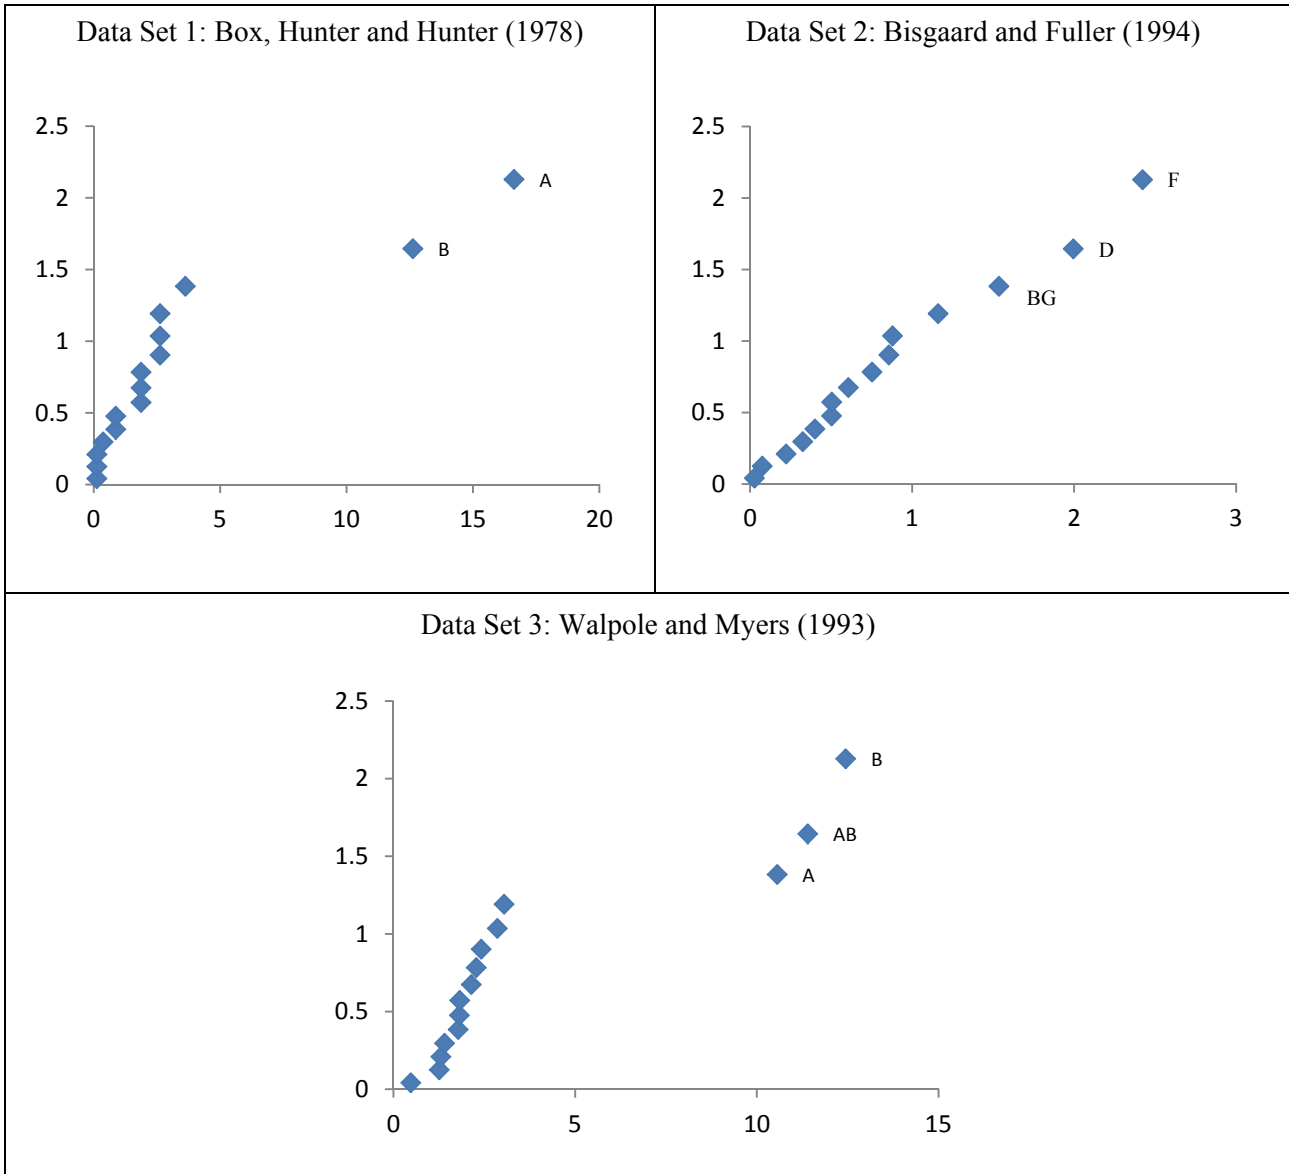 Data Set 1: Box, Hunter and Hunter (1978)
2.5
2
1.5
1
0.5
0
0 5 10 15 20
A
B
Data Set 2: Bisgaard and Fuller (1994)
2.5
2
1.5
1
0.5
0
0 1 2 3
F
D
BG
Data Set 3: Walpole and Myers (1993)
2.5
2
1.5
1
0.5
0
0 5 10 15
B
AB
A